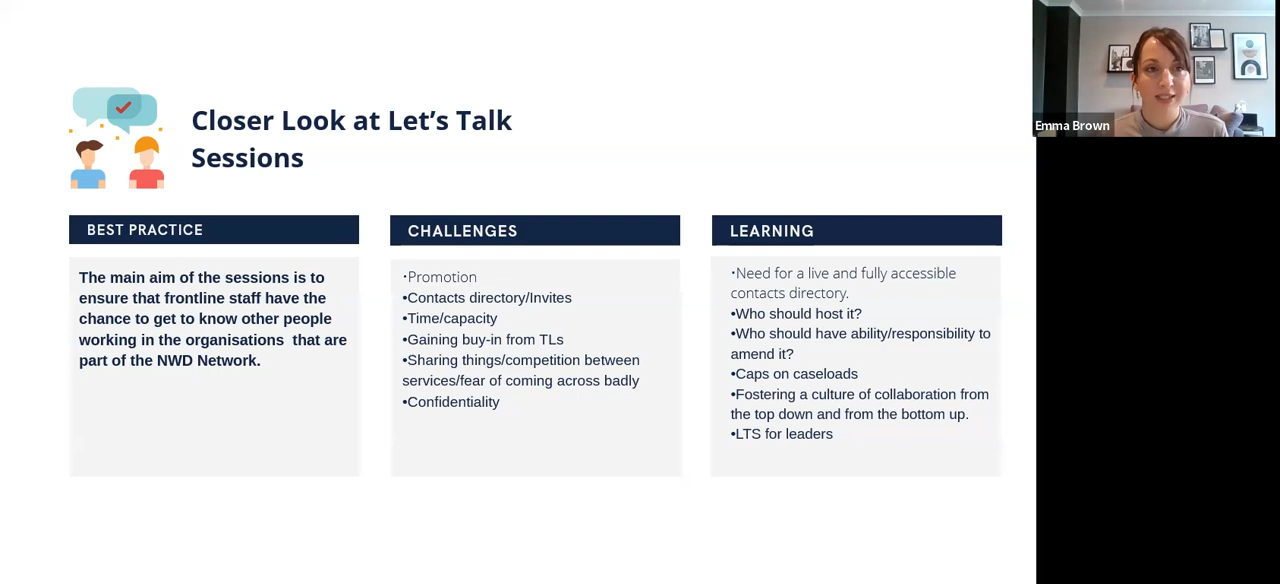 Closer Look at Let’s Talk
Sessions
BEST PRACTICE
The main aim of the sessions is to
ensure that frontline staff have the
chance to get to know other people
working in the organisations  that are
part of the NWD Network.
CHALLENGES
·Promotion
•Contacts directory/Invites
•Time/capacity
•Gaining buy-in from TLs
•Sharing things/competition between
services/fear of coming across badly
•Confidentiality
LEARNING
·Need for a live and fully accessible
contacts directory.
•Who should host it?
•Who should have ability/responsibility to
amend it?
•Caps on caseloads
•Fostering a culture of collaboration from
the top down and from the bottom up.
•LTS for leaders
Emma Brown